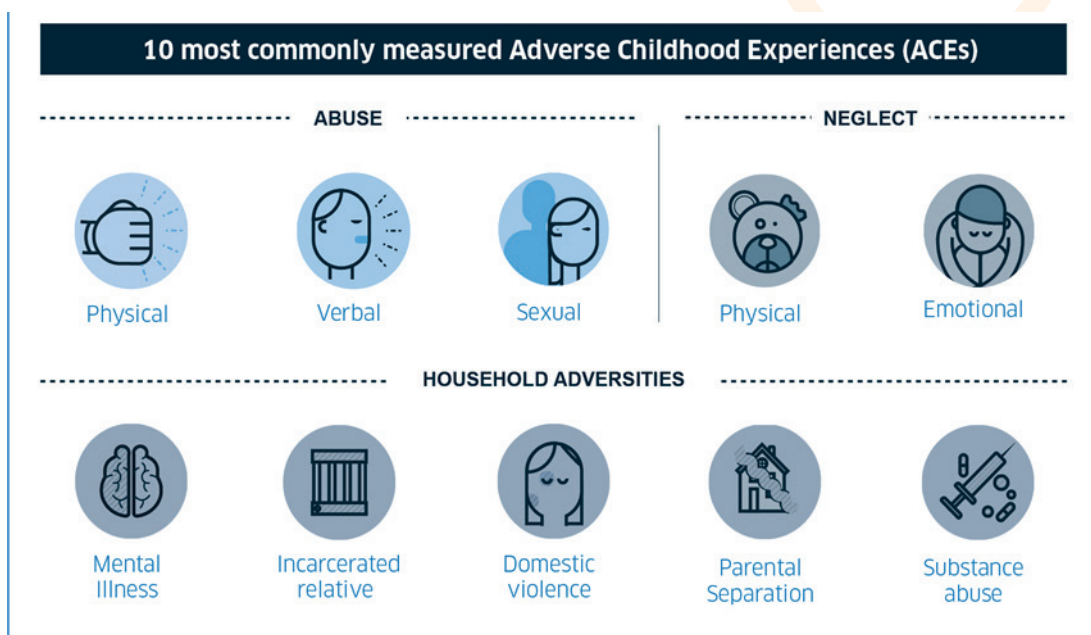 10 most commonly measured Adverse Childhood Experiences (ACEs)
ABUSE
NEGLECT
Physical
Verbal
Sexual
Physical
Emotional
HOUSEHOLD ADVERSITIES
Mental
Illness
Incarcerated
relative
Domestic
violence
Parental
Separation
Substance
abuse